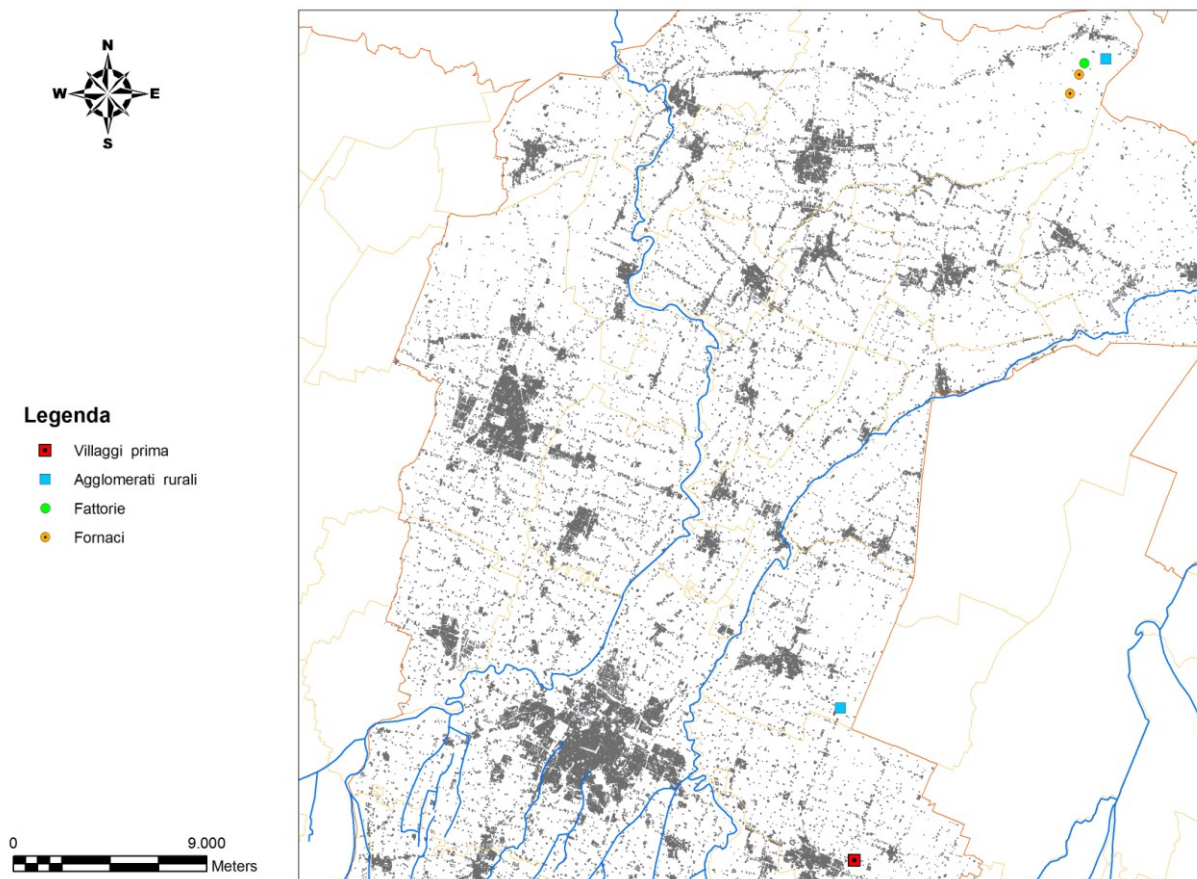 N
W E
S
Legenda
Villaggi prima
Agglomerati rurali
Fattorie
Fornaci
0 9.000
Meters